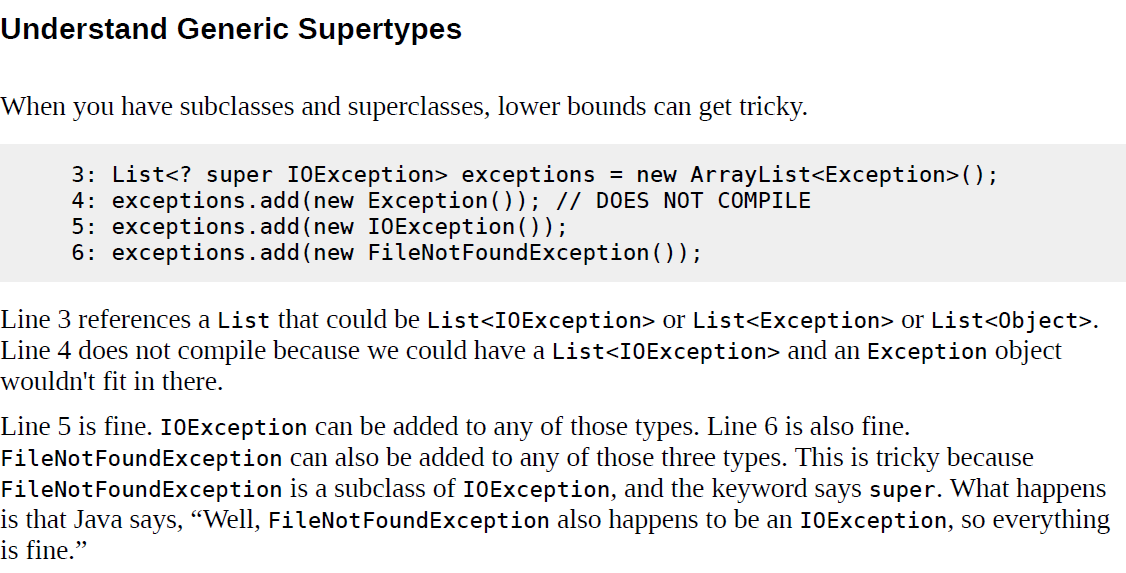 Understand Generic Supertypes
When you have subclasses and superclasses, lower bounds can get tricky.
3: List<? super IOException> exceptions = new ArrayList<Exception>();
4: exceptions.add(new Exception()); // DOES NOT COMPILE
5: exceptions.add(new IOException());
6: exceptions.add(new FileNotFoundException());
Line 3 references a List that could be List<IOException> or List<Exception> or List<Object>.
Line 4 does not compile because we could have a List<IOException> and an Exception object
wouldn't fit in there.
Line 5 is fine. IOException can be added to any of those types. Line 6 is also fine.
FileNotFoundException can also be added to any of those three types. This is tricky because
FileNotFoundException is a subclass of IOException, and the keyword says super. What happens
is that Java says, “Well, FileNotFoundException also happens to be an IOException, so everything
is fine.”